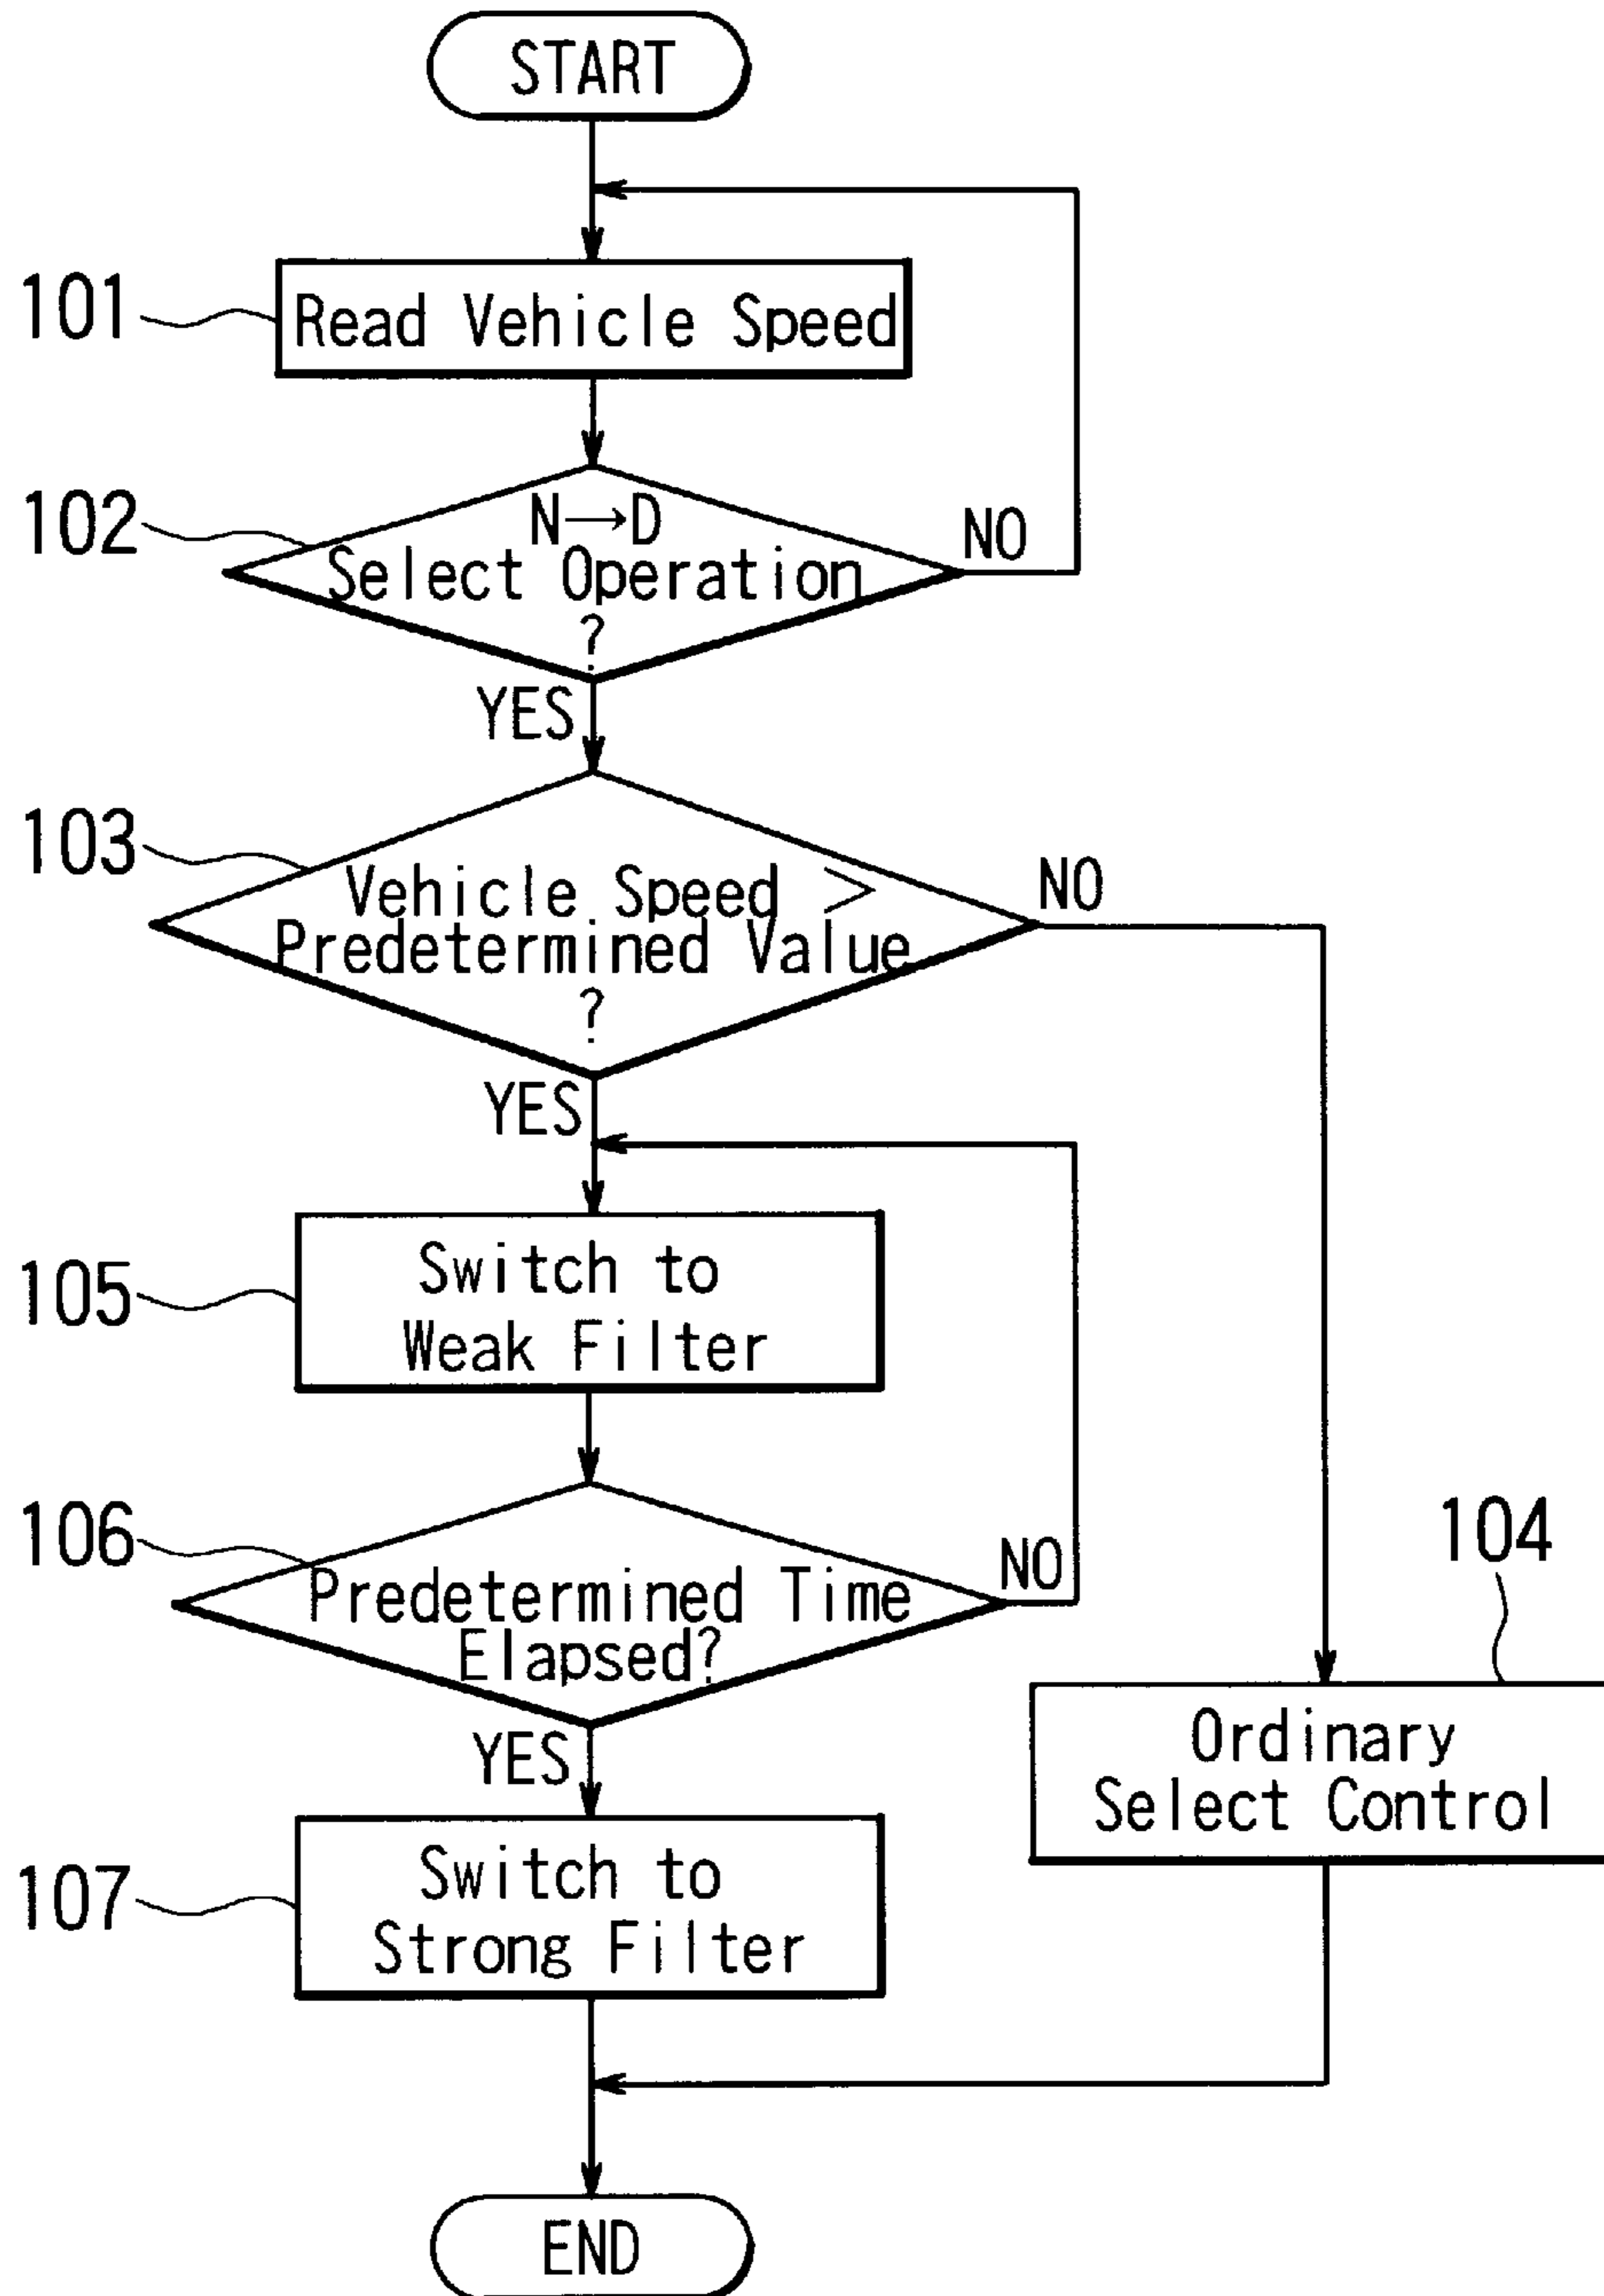 START
101
Read Vehicle Speed
102
N→D
Select Operation
?
NO
YES
103
Vehicle Speed >
Predetermined Value
?
NO
YES
105
Switch to
Weak Filter
106
Predetermined Time
Elapsed?
NO
YES
104
Ordinary
Select Control
107
Switch to
Strong Filter
END